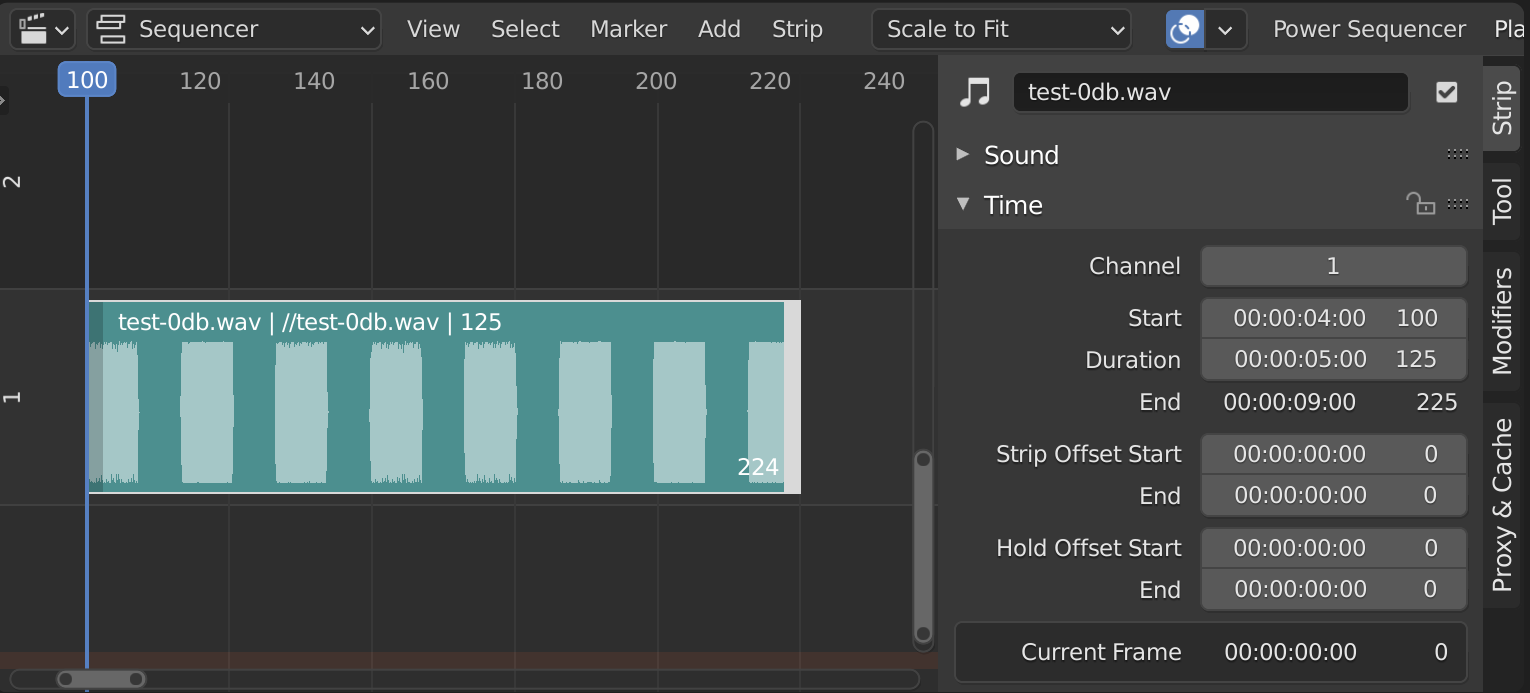 Sequencer View Select Marker Add Strip Scale to Fit Power Sequencer Pla
100 120 140 160 180 200 220 240
2
1
test-0db.wav | //test-0db.wav | 125
224
test-0db.wav
Sound
Time
Channel 1
Start 00:00:04:00 100
Duration 00:00:05:00 125
End 00:00:09:00 225
Strip Offset Start 00:00:00:00 0
End 00:00:00:00 0
Hold Offset Start 00:00:00:00 0
End 00:00:00:00 0
Current Frame 00:00:00:00 0
Strip
Tool
Modifiers
Proxy & Cache